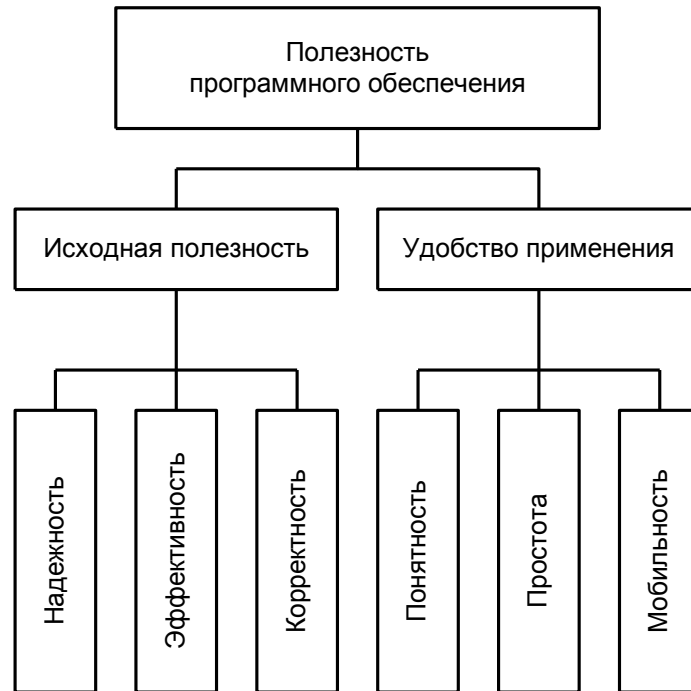 Полезность
программного обеспечения
Исходная полезность
Удобство применения
Надежность
Эффективность
Корректность
Понятность
Простота
Мобильность